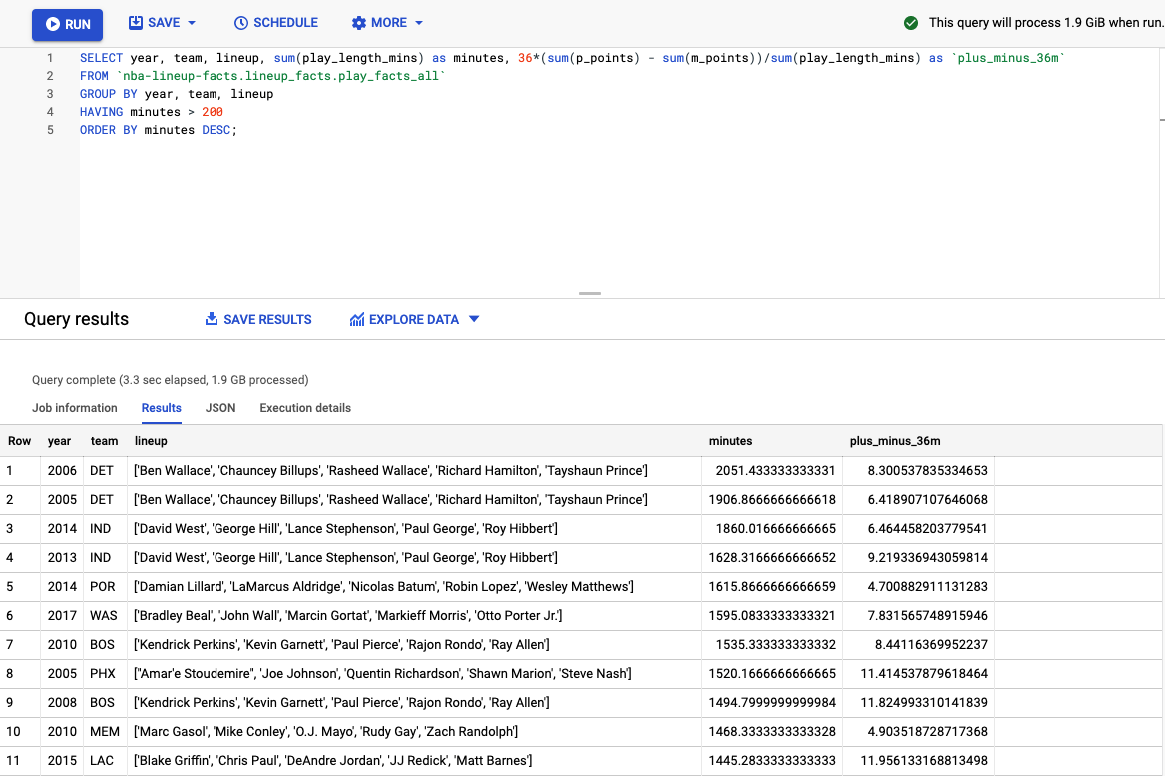 RUN SAVE SCHEDULE MORE This query will process 1.9 GiB when run.
1 SELECT year, team, lineup, sum(play_length_mins) as minutes, 36*(sum(p_points) - sum(m_points))/sum(play_length_mins) as `plus_minus_36m`
2 FROM `nba-lineup-facts.lineup_facts.play_facts_all`
3 GROUP BY year, team, lineup
4 HAVING minutes > 200
5 ORDER BY minutes DESC;
Query results SAVE RESULTS EXPLORE DATA
Query complete (3.3 sec elapsed, 1.9 GB processed)
Job information Results JSON Execution details
Row year team lineup minutes plus_minus_36m
1 2006 DET ['Ben Wallace', 'Chauncey Billups', 'Rasheed Wallace', 'Richard Hamilton', 'Tayshaun Prince'] 2051.433333333331 8.300537835334653
2 2005 DET ['Ben Wallace', 'Chauncey Billups', 'Rasheed Wallace', 'Richard Hamilton', 'Tayshaun Prince'] 1906.8666666666618 6.418907107646068
3 2014 IND ['David West', 'George Hill', 'Lance Stephenson', 'Paul George', 'Roy Hibbert'] 1860.016666666665 6.464458203779541
4 2013 IND ['David West', 'George Hill', 'Lance Stephenson', 'Paul George', 'Roy Hibbert'] 1628.3166666666652 9.219336943059814
5 2014 POR ['Damian Lillard', 'LaMarcus Aldridge', 'Nicolas Batum', 'Robin Lopez', 'Wesley Matthews'] 1615.8666666666659 4.700882911131283
6 2017 WAS ['Bradley Beal', 'John Wall', 'Marcin Gortat', 'Markieff Morris', 'Otto Porter Jr.'] 1595.0833333333321 7.831565748915946
7 2010 BOS ['Kendrick Perkins', 'Kevin Garnett', 'Paul Pierce', 'Rajon Rondo', 'Ray Allen'] 1535.333333333332 8.44116369952237
8 2005 PHX ["Amar'e Stoudemire", 'Joe Johnson', 'Quentin Richardson', 'Shawn Marion', 'Steve Nash'] 1520.1666666666665 11.414537879618464
9 2008 BOS ['Kendrick Perkins', 'Kevin Garnett', 'Paul Pierce', 'Rajon Rondo', 'Ray Allen'] 1494.7999999999984 11.824993310141839
10 2010 MEM ['Marc Gasol', 'Mike Conley', 'O.J. Mayo', 'Rudy Gay', 'Zach Randolph'] 1468.3333333333328 4.903518728717368
11 2015 LAC ['Blake Griffin', 'Chris Paul', 'DeAndre Jordan', 'JJ Redick', 'Matt Barnes'] 1445.2833333333333 11.956133168813498